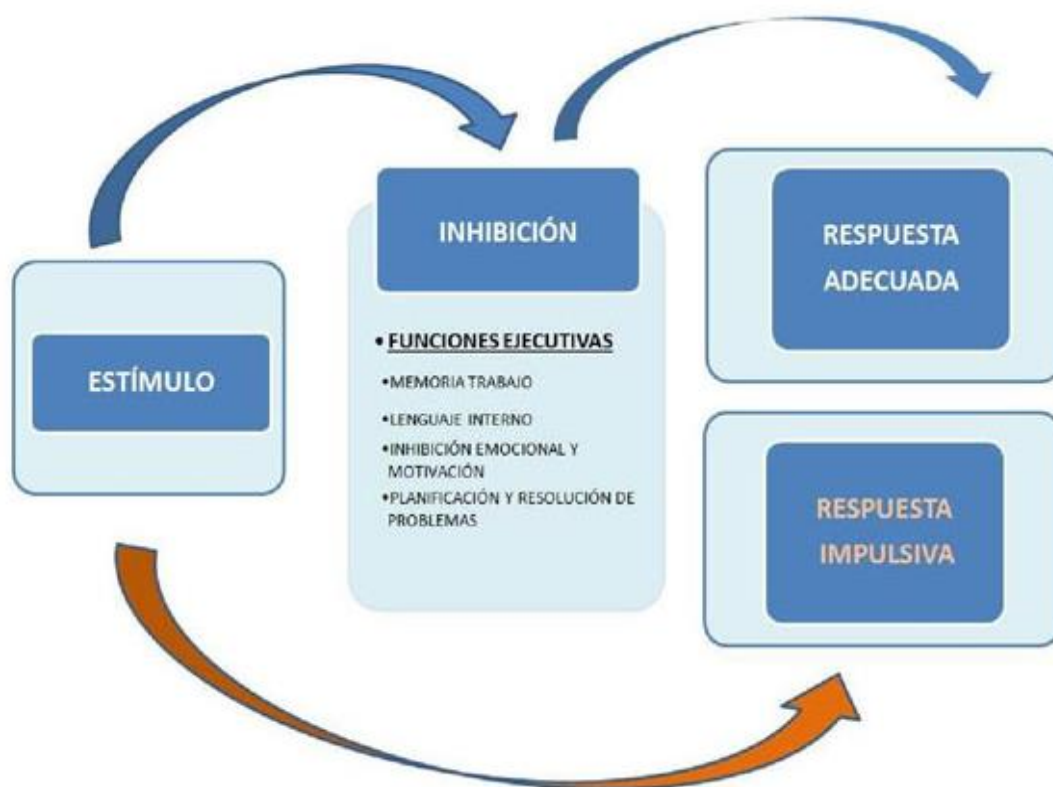 ESTÍMULO
INHIBICIÓN
• FUNCIONES EJECUTIVAS
•MEMORIA TRABAJO
•LENGUAJE INTERNO
•INHIBICIÓN EMOCIONAL Y
MOTIVACIÓN
•PLANIFICACIÓN Y RESOLUCIÓN DE
PROBLEMAS
RESPUESTA
ADECUADA
RESPUESTA
IMPULSIVA